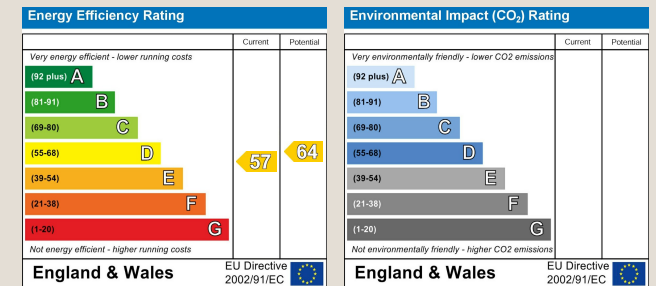 Energy Efficiency Rating
Current Potential
Very energy efficient - lower running costs
(92 plus) A
(81-91) B
(69-80) C
(55-68) D
57
64
(39-54) E
(21-38) F
(1-20) G
Not energy efficient - higher running costs
England & Wales
EU Directive
2002/91/EC
Environmental Impact (CO₂) Rating
Current Potential
Very environmentally friendly - lower CO2 emissions
(92 plus) A
(81-91) B
(69-80) C
(55-68) D
(39-54) E
(21-38) F
(1-20) G
Not environmentally friendly - higher CO2 emissions
England & Wales
EU Directive
2002/91/EC